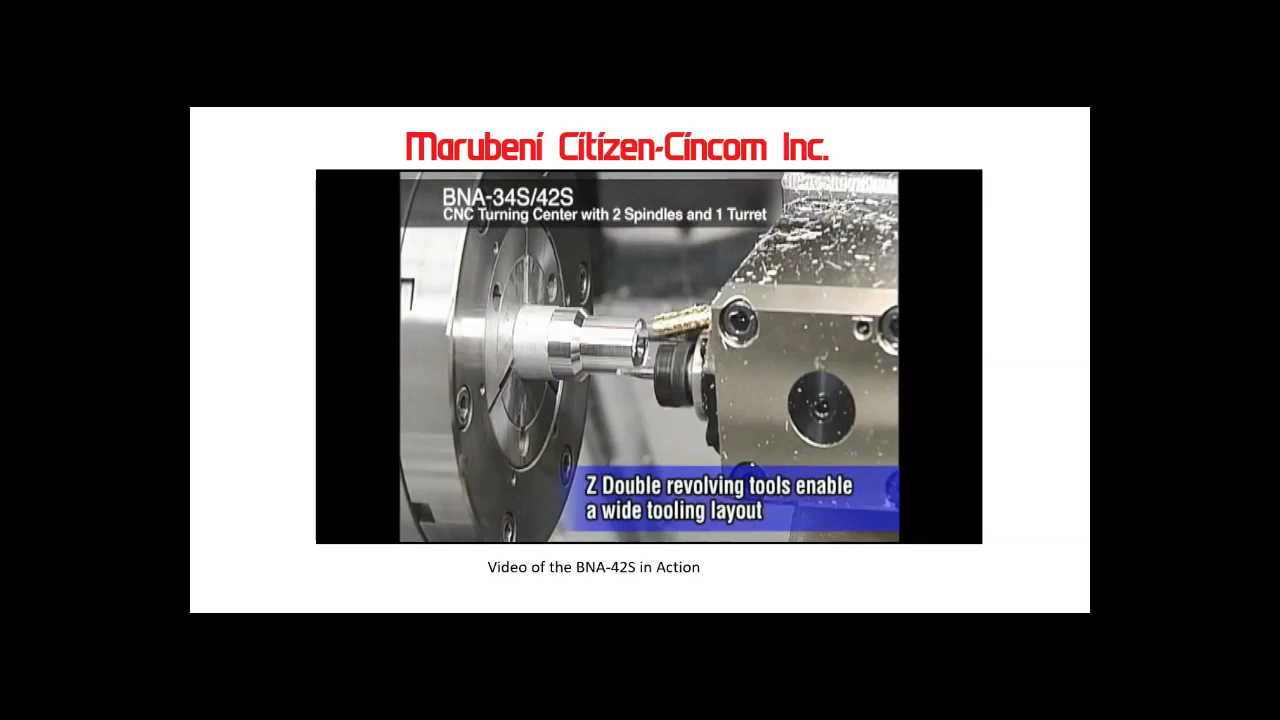 Marubeni Citizen-Cincom Inc.
BNA-34S/42S
CNC Turning Center with 2 Spindles and 1 Turret
Z Double revolving tools enable
a wide tooling layout
Video of the BNA-42S in Action